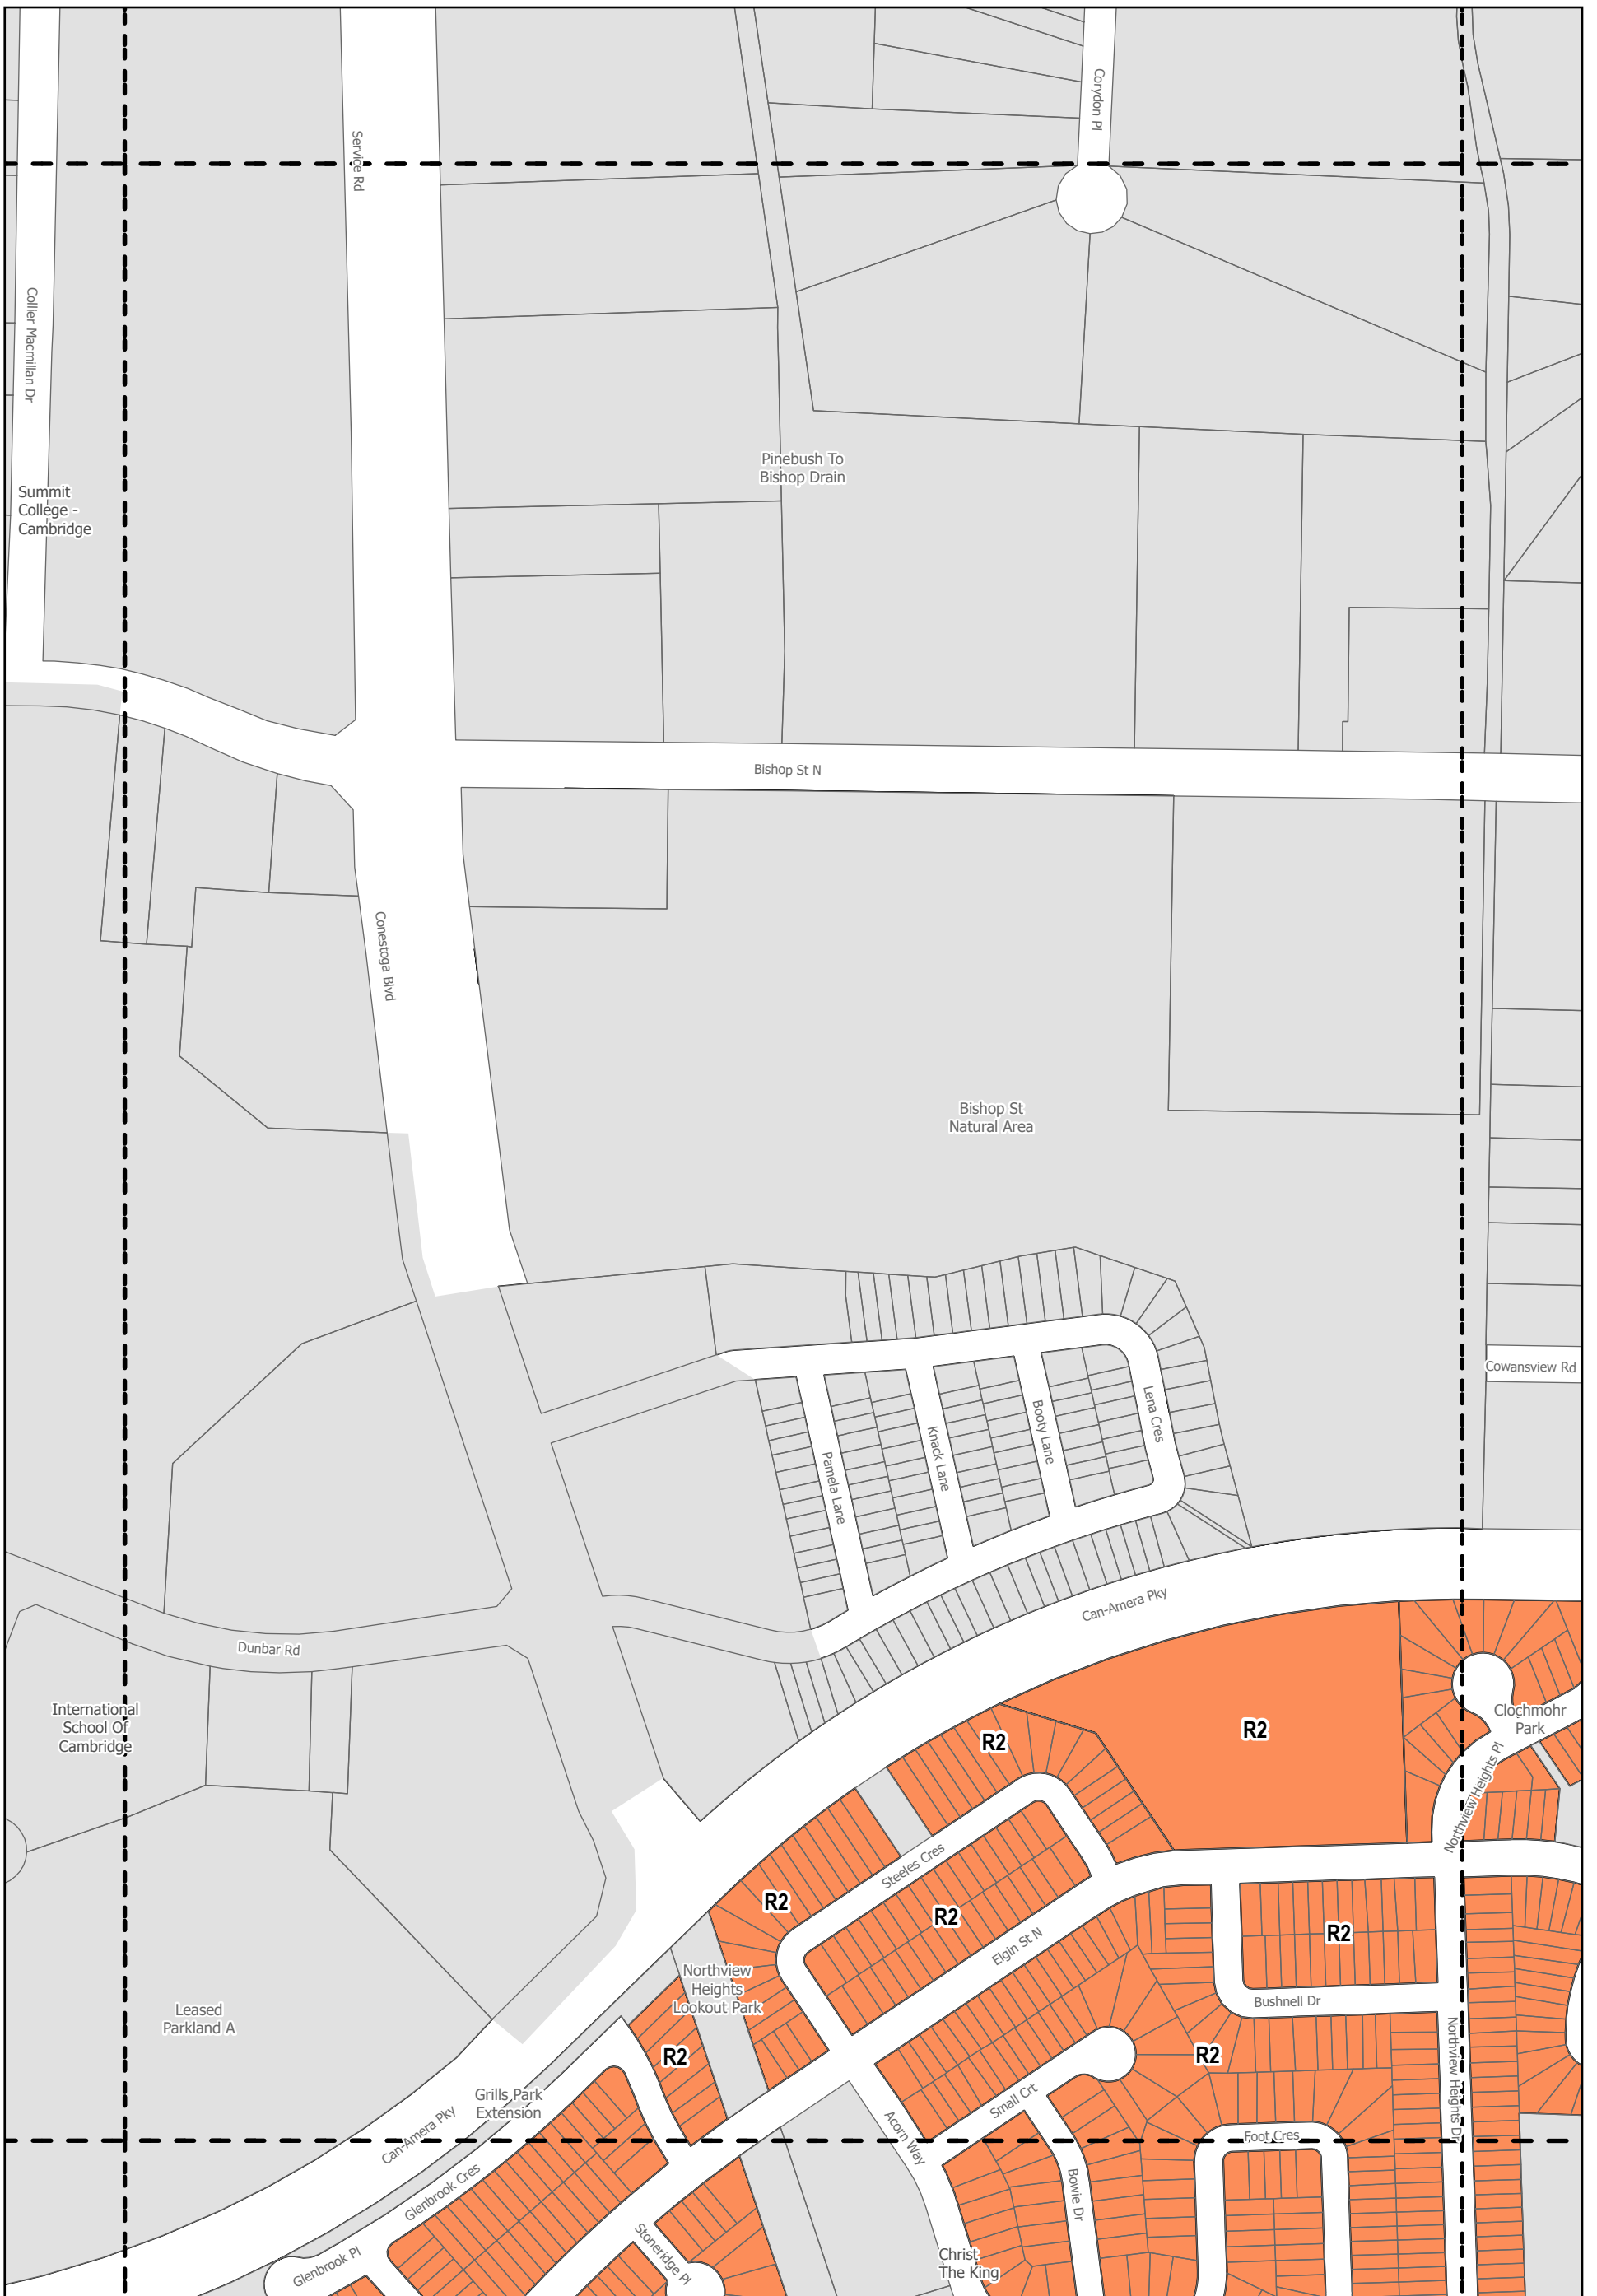 Corydon Pl
Service Rd
Collier Macmillan Dr
Pinebush To
Bishop Drain
Summit
College -
Cambridge
Bishop St N
Conestoga Blvd
Bishop St
Natural Area
Cowansview Rd
Lena Cres
Booty Lane
Knack Lane
Pamela Lane
Can-Amera Pky
Dunbar Rd
International
School Of
Cambridge
Clochmohr
Park
R2
R2
Northview Heights Pl
Steeles Cres
R2
R2
R2
Elgin St N
Northview
Heights
Lookout Park
Bushnell Dr
Leased
Parkland A
R2
R2
Northview Heights Dr
Grills Park
Extension
Small Crt
Can-Amera Pky
Acorn Way
Foot Cres
Glenbrook Cres
Bowie Dr
Stoneridge Pl
Glenbrook Pl
Christ
The King